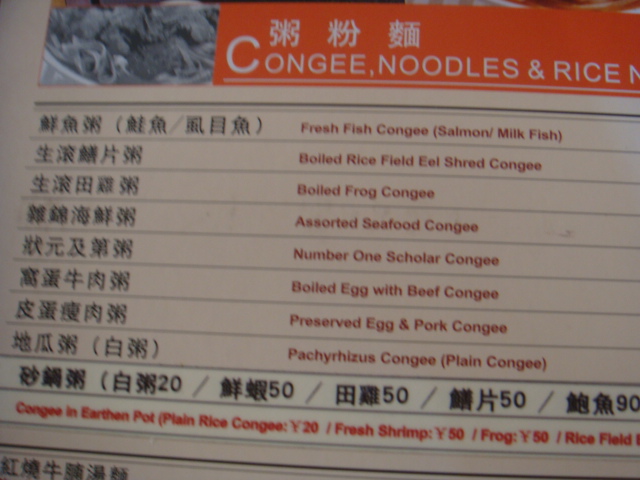 粥粉麵
CONGEE, NOODLES & RICE N
鮮魚粥（鮭魚/虱目魚） Fresh Fish Congee (Salmon/ Milk Fish)
生滾鱔片粥 Boiled Rice Field Eel Shred Congee
生滾田雞粥 Boiled Frog Congee
雜錦海鮮粥 Assorted Seafood Congee
狀元及第粥 Number One Scholar Congee
窩蛋牛肉粥 Boiled Egg with Beef Congee
皮蛋瘦肉粥 Preserved Egg & Pork Congee
地瓜粥（白粥） Pachyrhizus Congee (Plain Congee)
砂鍋粥（白粥20 / 鮮蝦50 / 田雞50 / 鱔片50 / 鮑魚90
Congee in Earthen Pot (Plain Rice Congee:￥20 / Fresh Shrimp:￥50 / Frog:￥50 / Rice Field E
紅燒牛腩湯麵